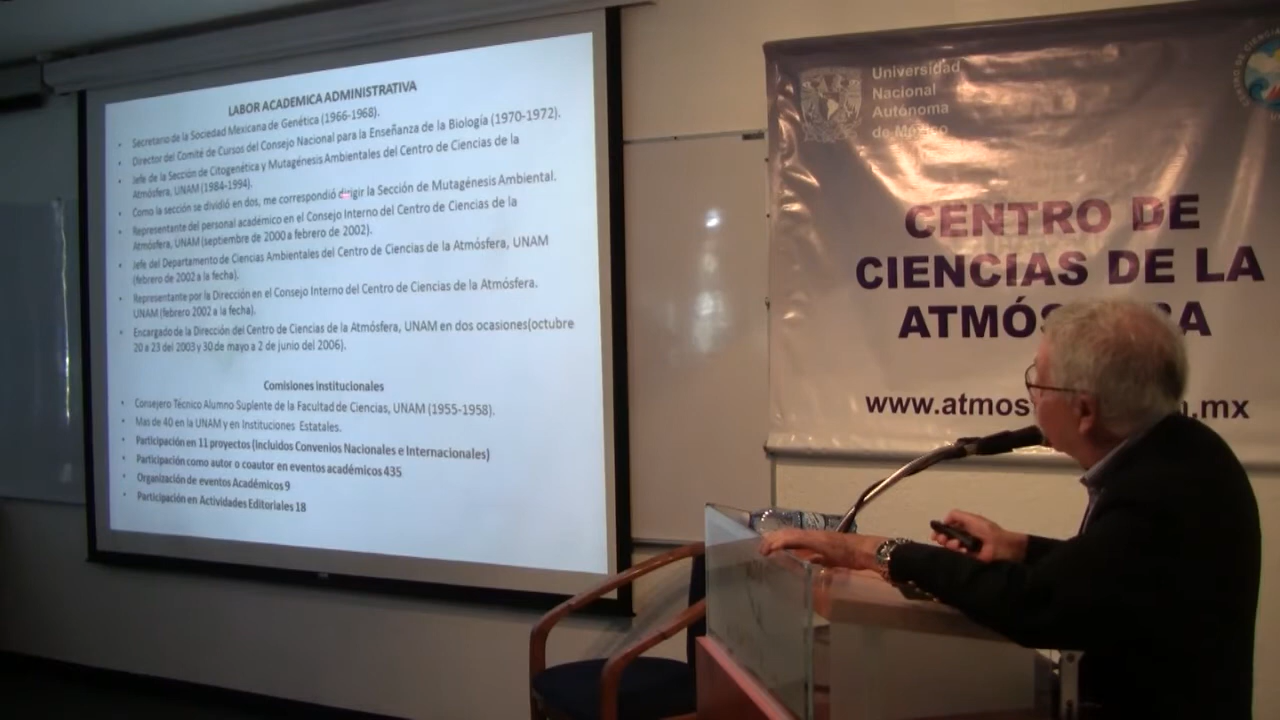 LABOR ACADEMICA ADMINISTRATIVA
• Secretario de la Sociedad Mexicana de Genética (1966-1968).
• Director del Comité de Cursos del Consejo Nacional para la Enseñanza de la Biología (1970-1972).
• Jefe de la Sección de Citogenética y Mutagénesis Ambientales del Centro de Ciencias de la
Atmósfera, UNAM (1984-1994).
• Como la sección se dividió en dos, me correspondió dirigir la Sección de Mutagénesis Ambiental.
• Representante del personal académico en el Consejo Interno del Centro de Ciencias de la
Atmósfera, UNAM (septiembre de 2000 a febrero de 2002).
• Jefe del Departamento de Ciencias Ambientales del Centro de Ciencias de la Atmósfera, UNAM
(febrero de 2002 a la fecha).
• Representante por la Dirección en el Consejo Interno del Centro de Ciencias de la Atmósfera.
UNAM (febrero 2002 a la fecha).
• Encargado de la Dirección del Centro de Ciencias de la Atmósfera, UNAM en dos ocasiones(octubre
20 a 23 del 2003 y 30 de mayo a 2 de junio del 2006).
Comisiones Institucionales
• Consejero Técnico Alumno Suplente de la Facultad de Ciencias, UNAM (1955-1958).
• Mas de 40 en la UNAM y en Instituciones Estatales.
• Participación en 11 proyectos (Incluidos Convenios Nacionales e Internacionales)
• Participación como autor o coautor en eventos académicos 435
• Organización de eventos Académicos 9
• Participación en Actividades Editoriales 18
Universidad
Nacional
Autónoma
de México
CENTRO DE
CIENCIAS DE LA
ATMÓS RA
www.atmos .mx